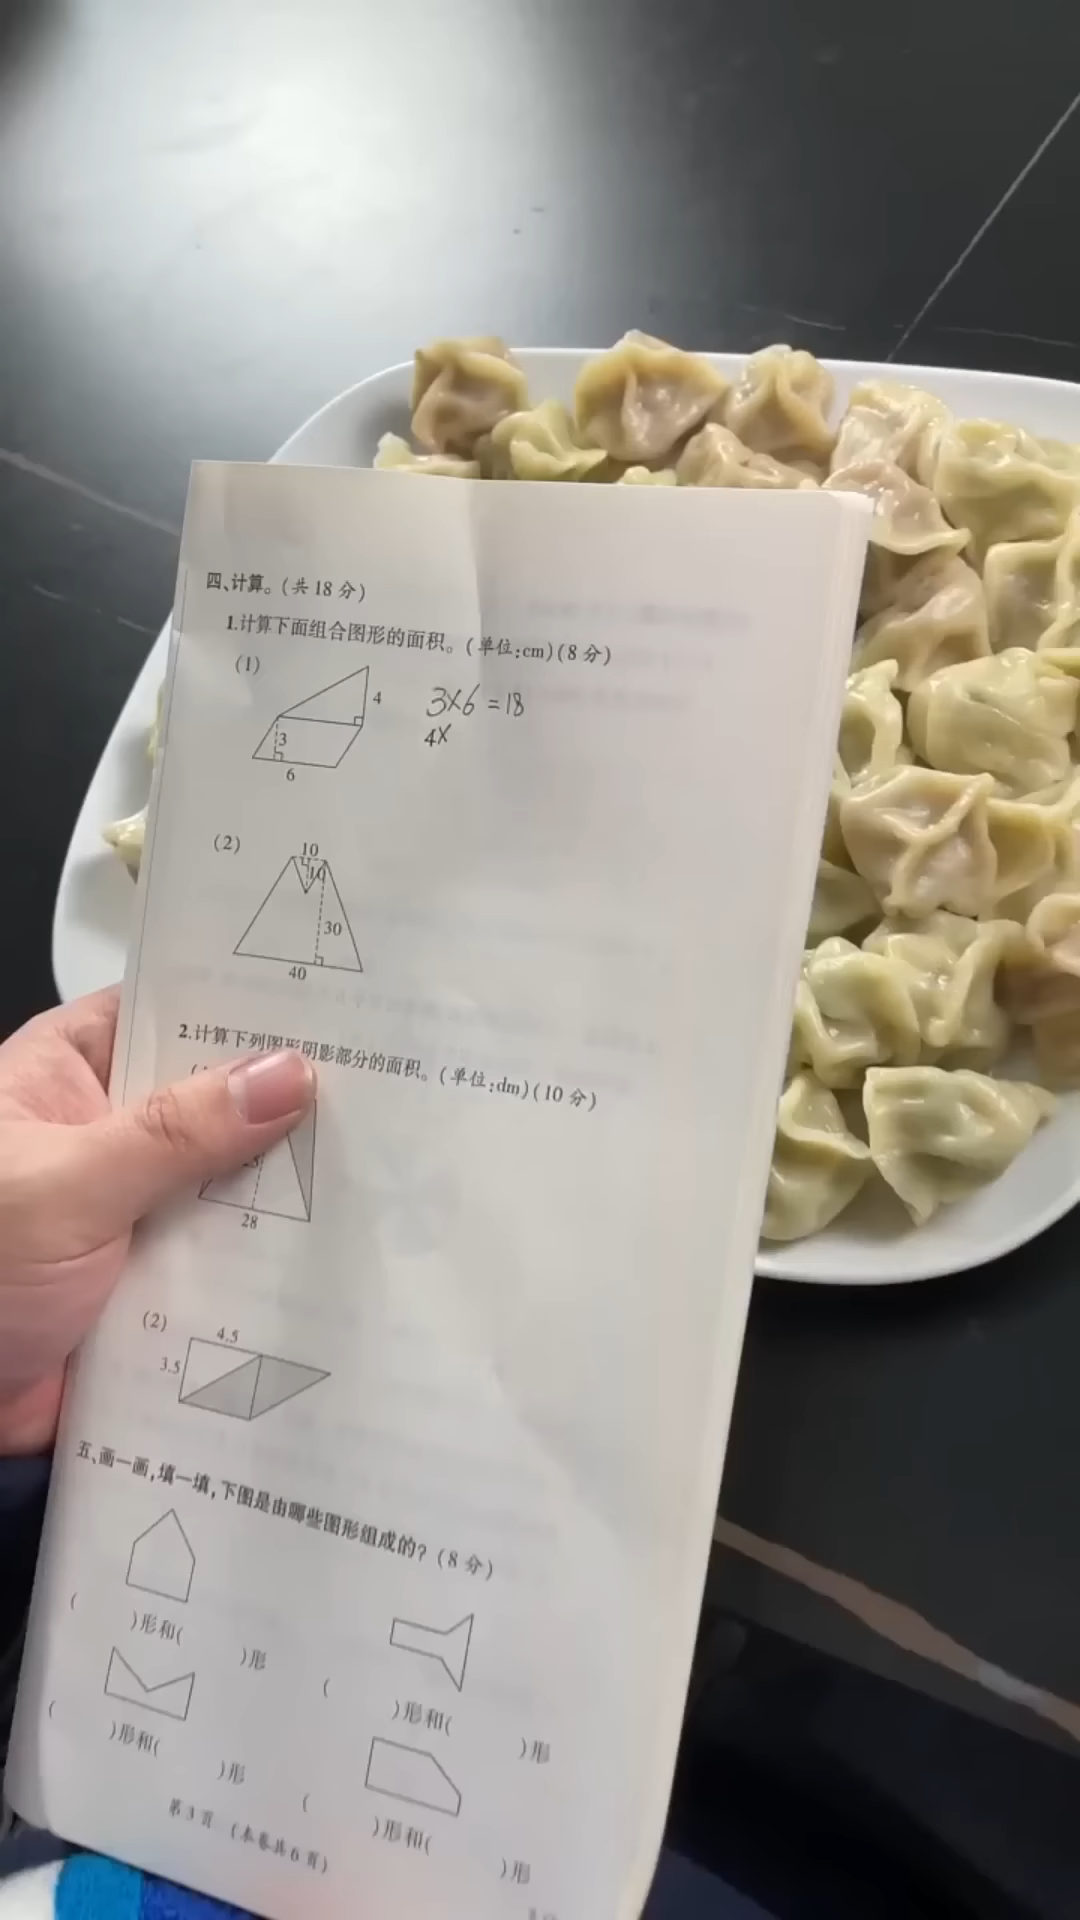 四、计算。(共 18 分)
1.计算下面组合图形的面积。(单位:cm)(8 分)
(1)
4
3
6
3×6=18
4×
(2)
10
10
30
40
2.计算下列图形阴影部分的面积。(单位:dm)(10 分)
28
(2)
4.5
3.5
五、画一画,填一填,下图是由哪些图形组成的?(8 分)
( )形和( )形
( )形和( )形
( )形和( )形
( )形和( )形
第 3 页 (本卷共 6 页)